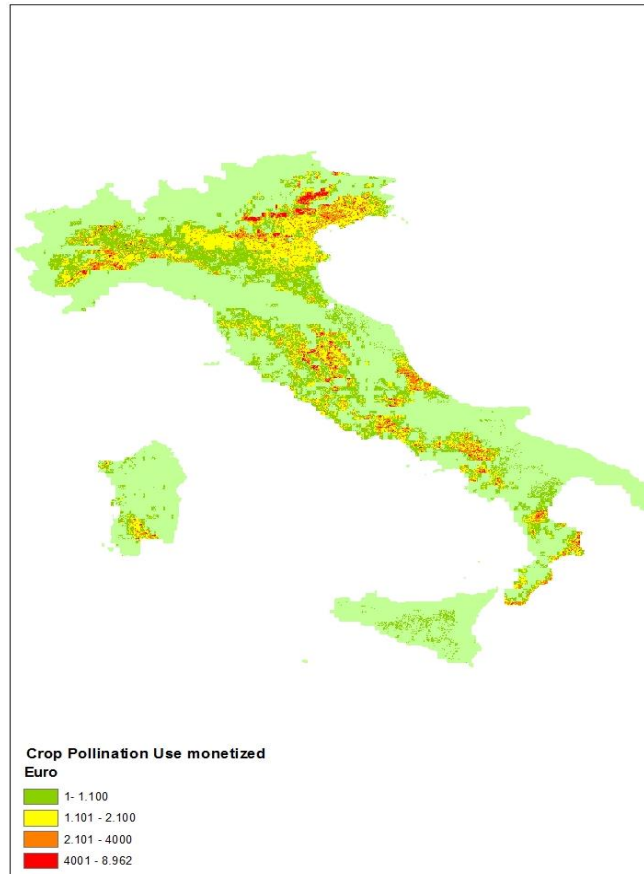 Crop Pollination Use monetized
Euro
1- 1.100
1.101 - 2.100
2.101 - 4000
4001 - 8.962